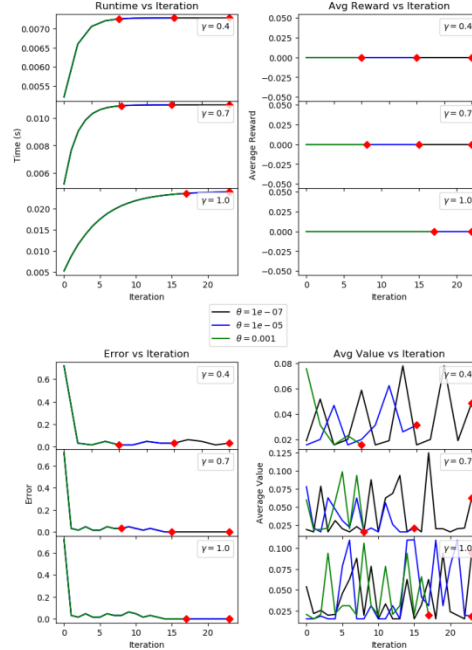 Runtime vs Iteration
Avg Reward vs Iteration
0.0070
0.0065
0.0060
0.0055
γ = 0.4
0.050
0.025
0.000
−0.025
−0.050
γ = 0.4
Time (s)
0.010
0.008
0.006
γ = 0.7
Average Reward
0.050
0.025
0.000
−0.025
−0.050
γ = 0.7
0.020
0.015
0.010
0.005
γ = 1.0
0.050
0.025
0.000
−0.025
−0.050
γ = 1.0
0 5 10 15 20
0 5 10 15 20
Iteration
Iteration
θ = 1e − 07
θ = 1e − 05
θ = 0.001
Error vs Iteration
Avg Value vs Iteration
0.6
0.4
0.2
0.0
γ = 0.4
0.08
0.06
0.04
0.02
γ = 0.4
Error
0.6
0.4
0.2
0.0
γ = 0.7
Average Value
0.125
0.100
0.075
0.050
0.025
γ = 0.7
0.6
0.4
0.2
0.0
γ = 1.0
0.100
0.075
0.050
0.025
γ = 1.0
0 5 10 15 20
0 5 10 15 20
Iteration
Iteration